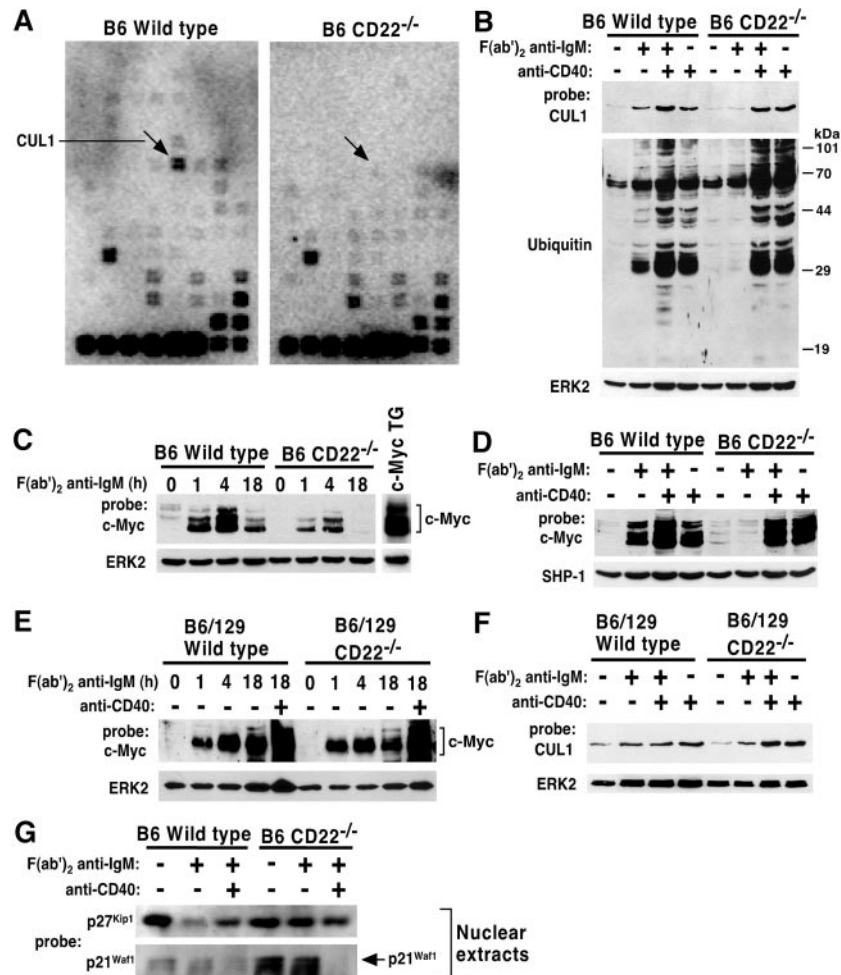 A
B6 Wild type B6 CD22-/-
CUL1
B
B6 Wild type B6 CD22-/-
F(ab')2 anti-IgM: - + + - - + + -
anti-CD40: - - + + - - + +
probe:
CUL1
kDa
101
70
44
Ubiquitin
29
19
ERK2
C
B6 Wild type B6 CD22-/-
c-Myc TG
F(ab')2 anti-IgM (h) 0 1 4 18 0 1 4 18
probe:
c-Myc
c-Myc
ERK2
D
B6 Wild type B6 CD22-/-
F(ab')2 anti-IgM: - + + - - + + -
anti-CD40: - - + + - - + +
probe:
c-Myc
SHP-1
E
B6/129 B6/129
Wild type CD22-/-
F(ab')2 anti-IgM (h) 0 1 4 18 18 0 1 4 18 18
anti-CD40: + +
probe:
c-Myc
c-Myc
ERK2
F
B6/129 B6/129
Wild type CD22-/-
F(ab')2 anti-IgM: - + + - - + + -
anti-CD40: - - + + - - + +
probe:
CUL1
ERK2
G
B6 Wild type B6 CD22-/-
F(ab')2 anti-IgM: - + + - + +
anti-CD40: - - + - - +
p27Kip1
probe:
p21Waf1
p21Waf1
Nuclear
extracts